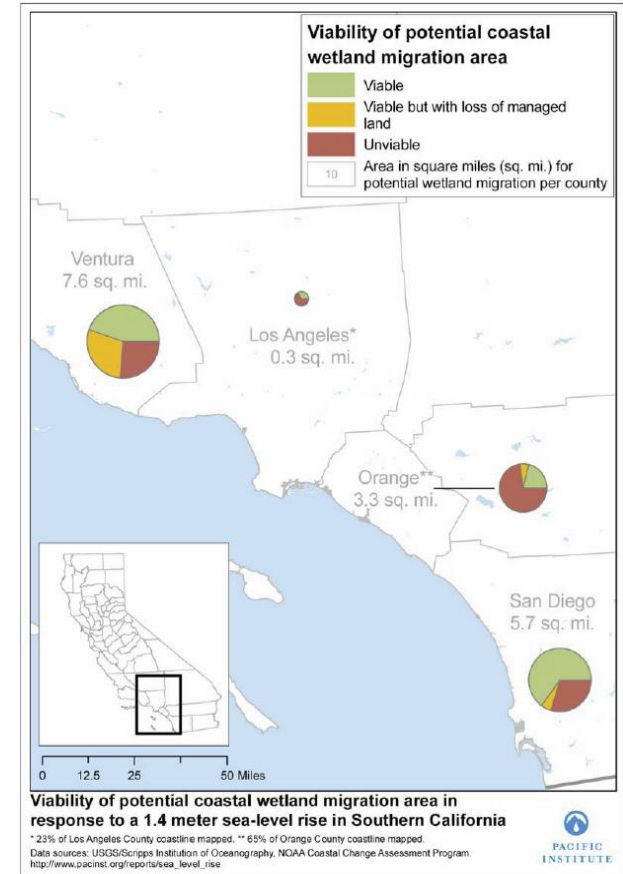 Viability of potential coastal
wetland migration area
Viable
Viable but with loss of managed
land
Unviable
10
Area in square miles (sq. mi.) for
potential wetland migration per county
Ventura
7.6 sq. mi.
Los Angeles*
0.3 sq. mi.
Orange**
3.3 sq. mi.
San Diego
5.7 sq. mi.
0 12.5 25 50 Miles
Viability of potential coastal wetland migration area in
response to a 1.4 meter sea-level rise in Southern California
* 23% of Los Angeles County coastline mapped. ** 65% of Orange County coastline mapped.
Data sources: USGS/Scripps Institution of Oceanography, NOAA Coastal Change Assessment Program.
http://www.pacinst.org/reports/sea_level_rise
PACIFIC
INSTITUTE